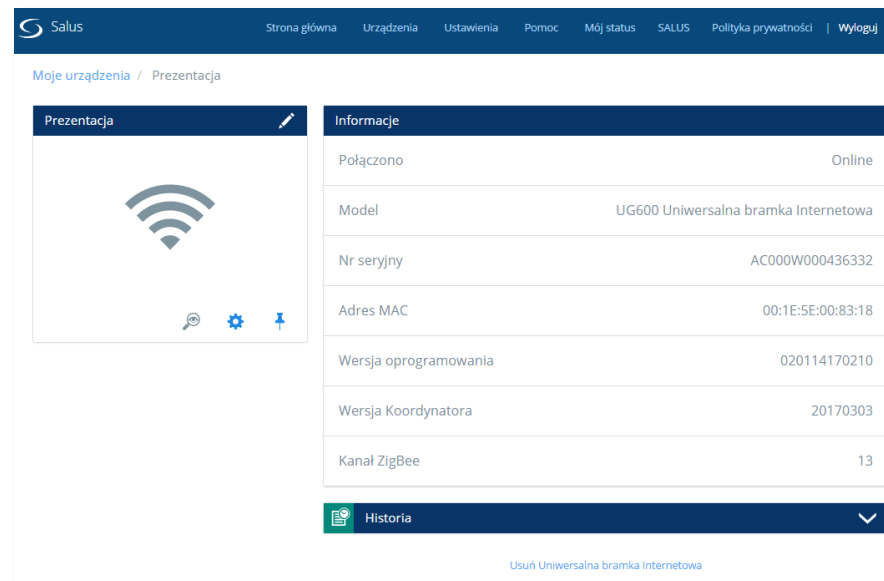 Salus
Strona główna Urządzenia Ustawienia Pomoc Mój status SALUS Polityka prywatności | Wyloguj
Moje urządzenia / Prezentacja
Prezentacja
Informacje
Połączono Online
Model UG600 Uniwersalna bramka Internetowa
Nr seryjny AC000W000436332
Adres MAC 00:1E:5E:00:83:18
Wersja oprogramowania 020114170210
Wersja Koordynatora 20170303
Kanał ZigBee 13
Historia
Usuń Uniwersalna bramka Internetowa